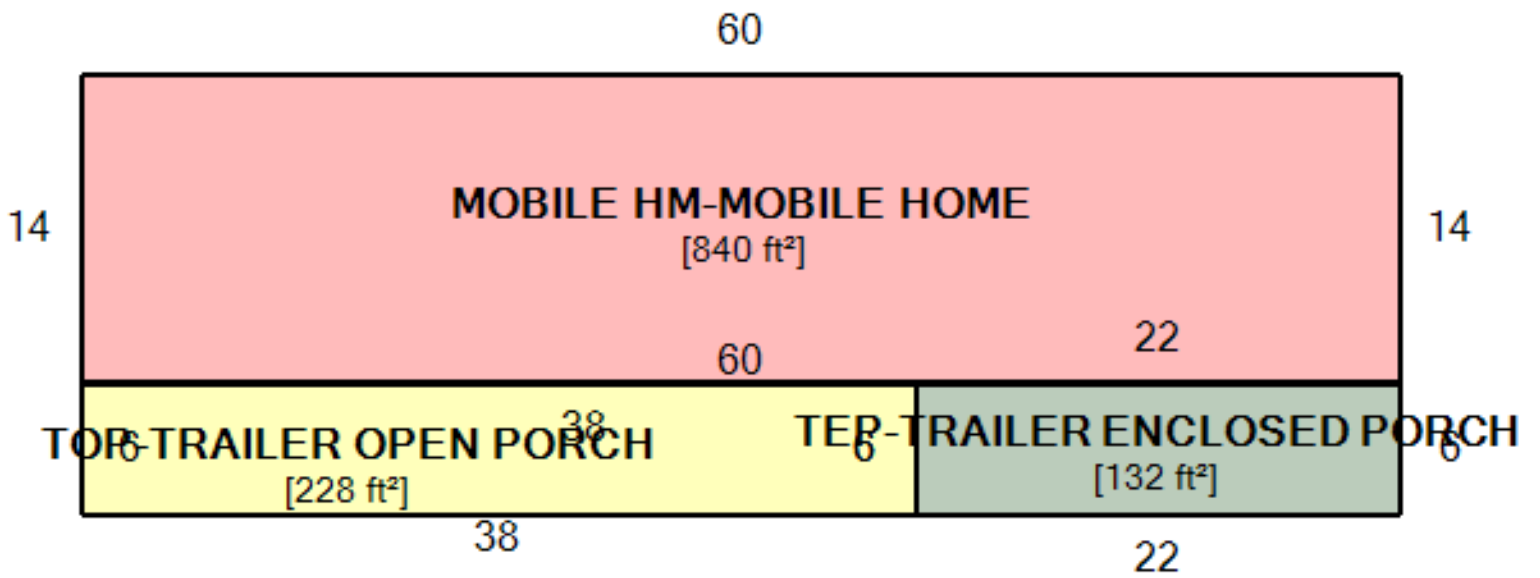 60
MOBILE HM-MOBILE HOME
14
14
[840 ft²]
22
60
38
TOP-TRAILER OPEN PORCH
6
TEP-TRAILER ENCLOSED PORCH
6
6
[228 ft²]
[132 ft²]
38
22